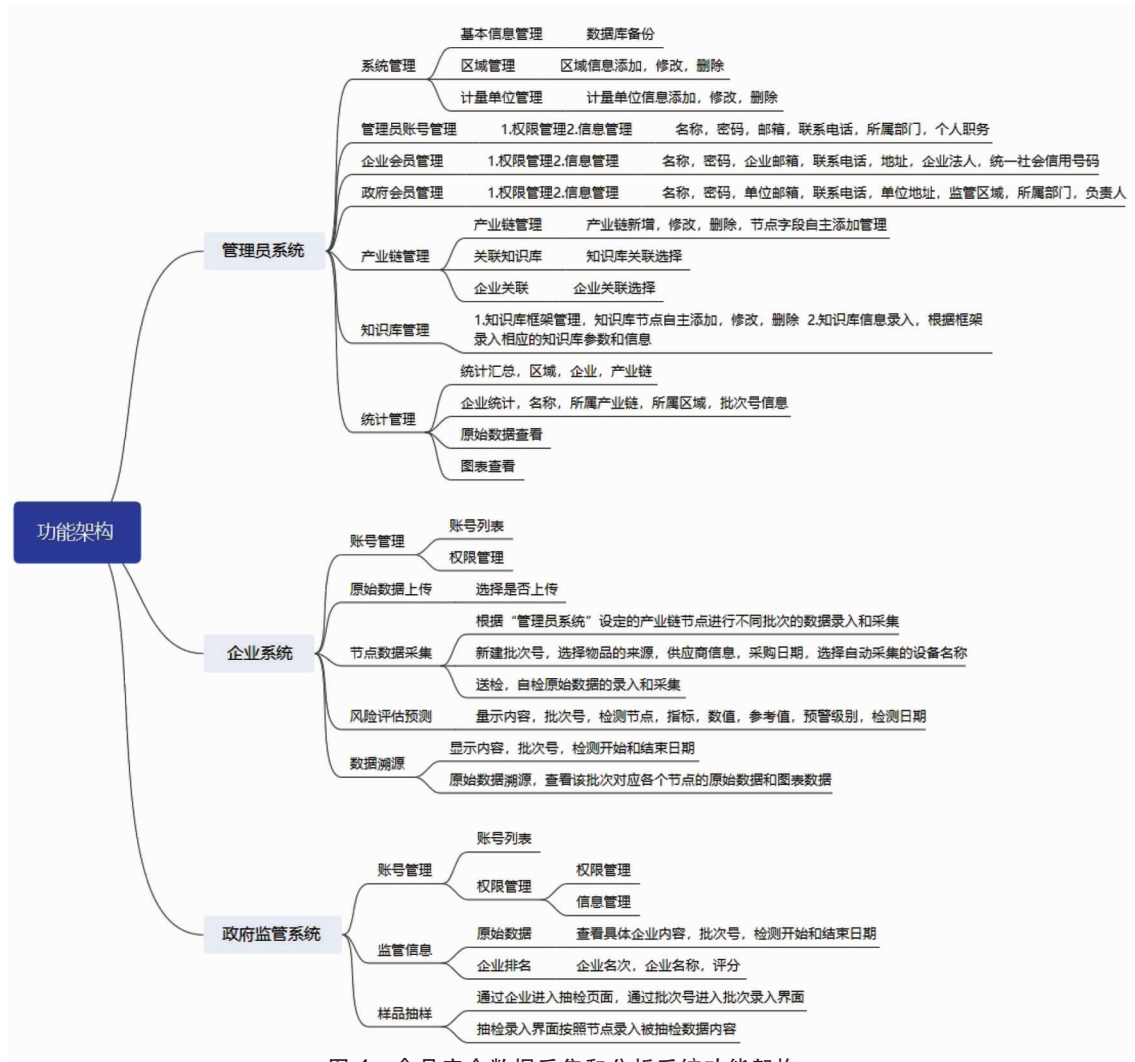 功能架构
管理员系统
系统管理
基本信息管理 数据库备份
区域管理 区域信息添加，修改，删除
计量单位管理 计量单位信息添加，修改，删除
管理员账号管理 1.权限管理2.信息管理 名称，密码，邮箱，联系电话，所属部门，个人职务
企业会员管理 1.权限管理2.信息管理 名称，密码，企业邮箱，联系电话，地址，企业法人，统一社会信用号码
政府会员管理 1.权限管理2.信息管理 名称，密码，单位邮箱，联系电话，单位地址，监管区域，所属部门，负责人
产业链管理
产业链管理 产业链新增，修改，删除，节点字段自主添加管理
关联知识库 知识库关联选择
企业关联 企业关联选择
知识库管理
1.知识库框架管理，知识库节点自主添加，修改，删除 2.知识库信息录入，根据框架
录入相应的知识库参数和信息
统计管理
统计汇总，区域，企业，产业链
企业统计，名称，所属产业链，所属区域，批次号信息
原始数据查看
图表查看
企业系统
账号管理
账号列表
权限管理
原始数据上传 选择是否上传
节点数据采集
根据“管理员系统”设定的产业链节点进行不同批次的数据录入和采集
新建批次号，选择物品的来源，供应商信息，采购日期，选择自动采集的设备名称
送检，自检原始数据的录入和采集
风险评估预测 量示内容，批次号，检测节点，指标，数值，参考值，预警级别，检测日期
数据溯源
显示内容，批次号，检测开始和结束日期
原始数据溯源，查看该批次对应各个节点的原始数据和图表数据
政府监管系统
账号管理
账号列表
权限管理
权限管理
信息管理
监管信息
原始数据 查看具体企业内容，批次号，检测开始和结束日期
企业排名 企业名次，企业名称，评分
样品抽样
通过企业进入抽检页面，通过批次号进入批次录入界面
抽检录入界面按照节点录入被抽检数据内容